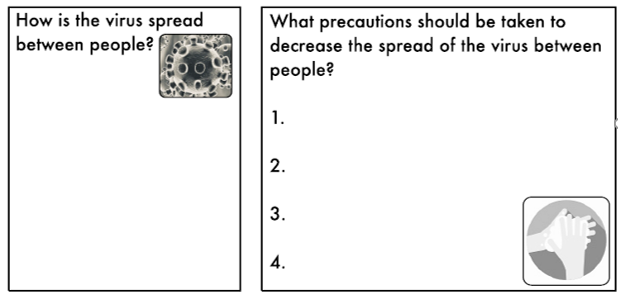 How is the virus spread
between people?
What precautions should be taken to
decrease the spread of the virus between
people?
1.
2.
3.
4.